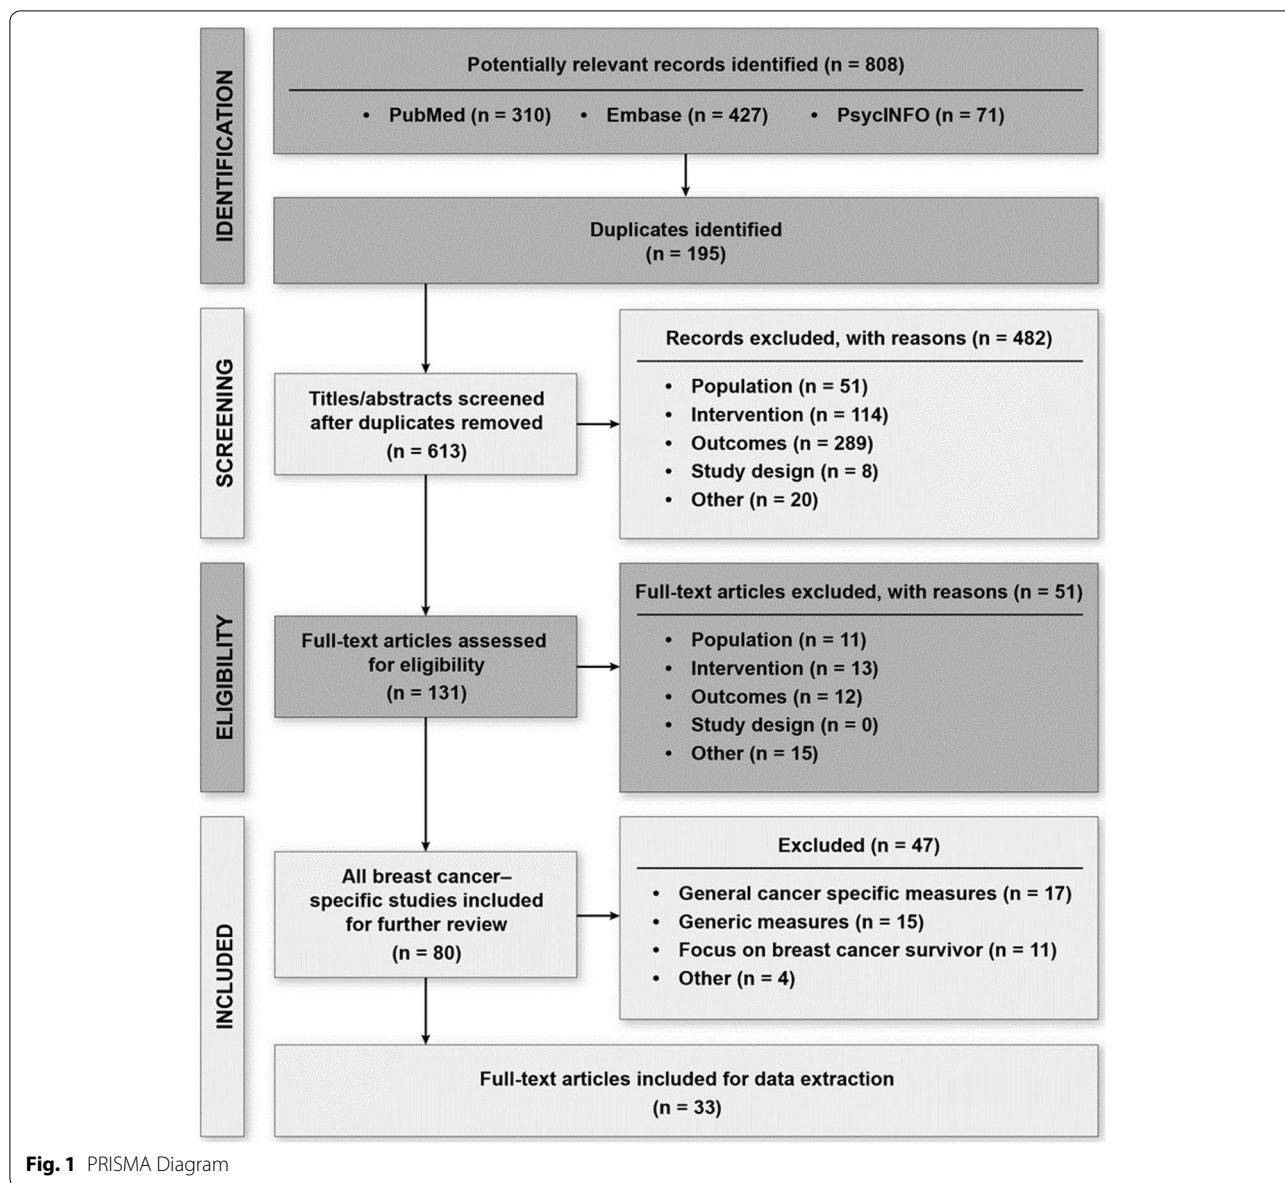 IDENTIFICATION
Potentially relevant records identified (n = 808)
• PubMed (n = 310) • Embase (n = 427) • PsycINFO (n = 71)
Duplicates identified
(n = 195)
SCREENING
Titles/abstracts screened
after duplicates removed
(n = 613)
Records excluded, with reasons (n = 482)
• Population (n = 51)
• Intervention (n = 114)
• Outcomes (n = 289)
• Study design (n = 8)
• Other (n = 20)
ELIGIBILITY
Full-text articles assessed
for eligibility
(n = 131)
Full-text articles excluded, with reasons (n = 51)
• Population (n = 11)
• Intervention (n = 13)
• Outcomes (n = 12)
• Study design (n = 0)
• Other (n = 15)
INCLUDED
All breast cancer–
specific studies included
for further review
(n = 80)
Excluded (n = 47)
• General cancer specific measures (n = 17)
• Generic measures (n = 15)
• Focus on breast cancer survivor (n = 11)
• Other (n = 4)
Full-text articles included for data extraction
(n = 33)
Fig. 1 PRISMA Diagram